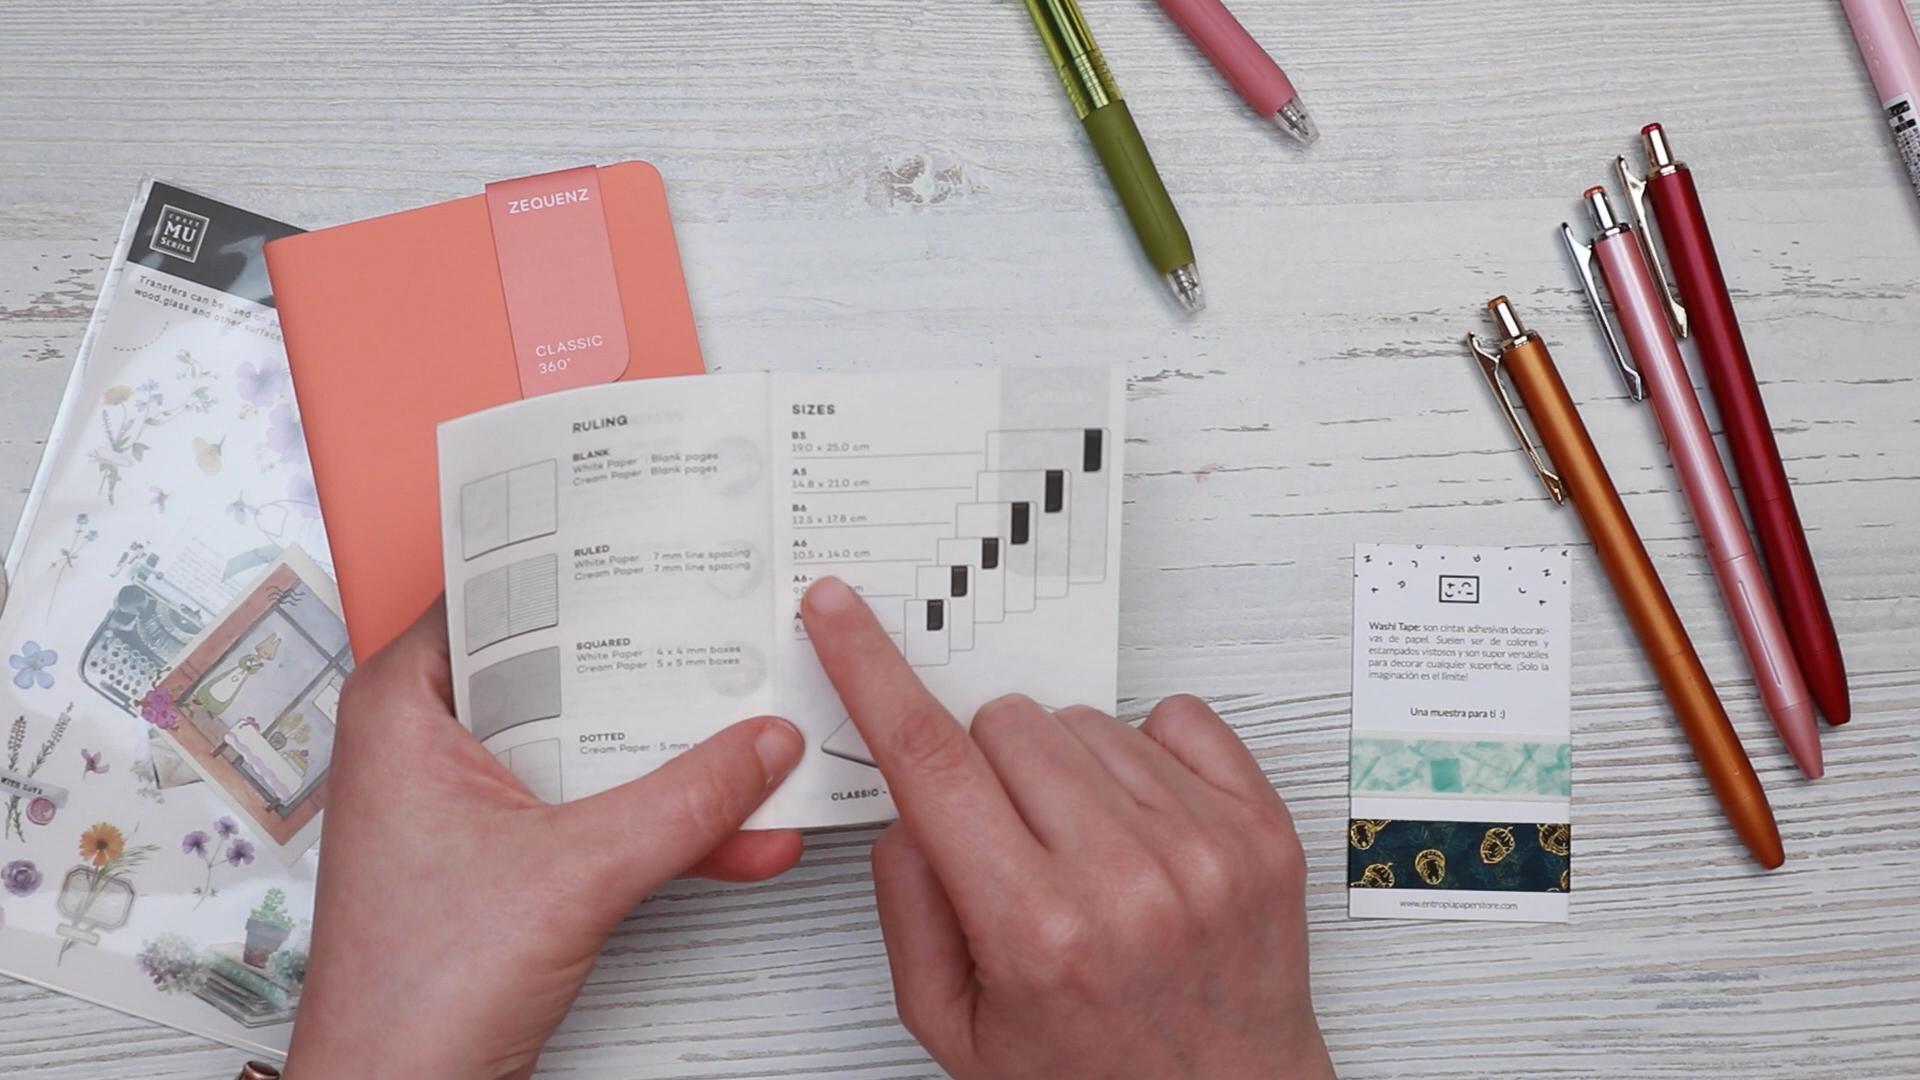 CRAFT
MU
SERIES
Transfers can be used on
wood,glass and other surface
WITH LOVE
ZEQUENZ
CLASSIC
360°
RULING
BLANK
White Paper : Blank pages
Cream Paper : Blank pages
RULED
White Paper : 7 mm line spacing
Cream Paper : 7 mm line spacing
SQUARED
White Paper : 4 x 4 mm boxes
Cream Paper : 5 x 5 mm boxes
DOTTED
Cream Paper : 5 mm
SIZES
B5
19.0 x 25.0 cm
A5
14.8 x 21.0 cm
B6
12.5 x 17.8 cm
A6
10.5 x 14.0 cm
A6-
CLASSIC -
Washi Tape: son cintas adhesivas decorati-
vas de papel. Suelen ser de colores y
estampados vistosos y son super versátiles
para decorar cualquier superficie. ¡Solo la
imaginación es el límite!
Una muestra para ti :)
www.entropiapaperstore.com